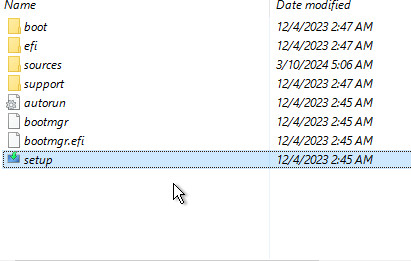 Name Date modified
boot 12/4/2023 2:47 AM
efi 12/4/2023 2:47 AM
sources 3/10/2024 5:06 AM
support 12/4/2023 2:47 AM
autorun 12/4/2023 2:45 AM
bootmgr 12/4/2023 2:45 AM
bootmgr.efi 12/4/2023 2:45 AM
setup 12/4/2023 2:45 AM